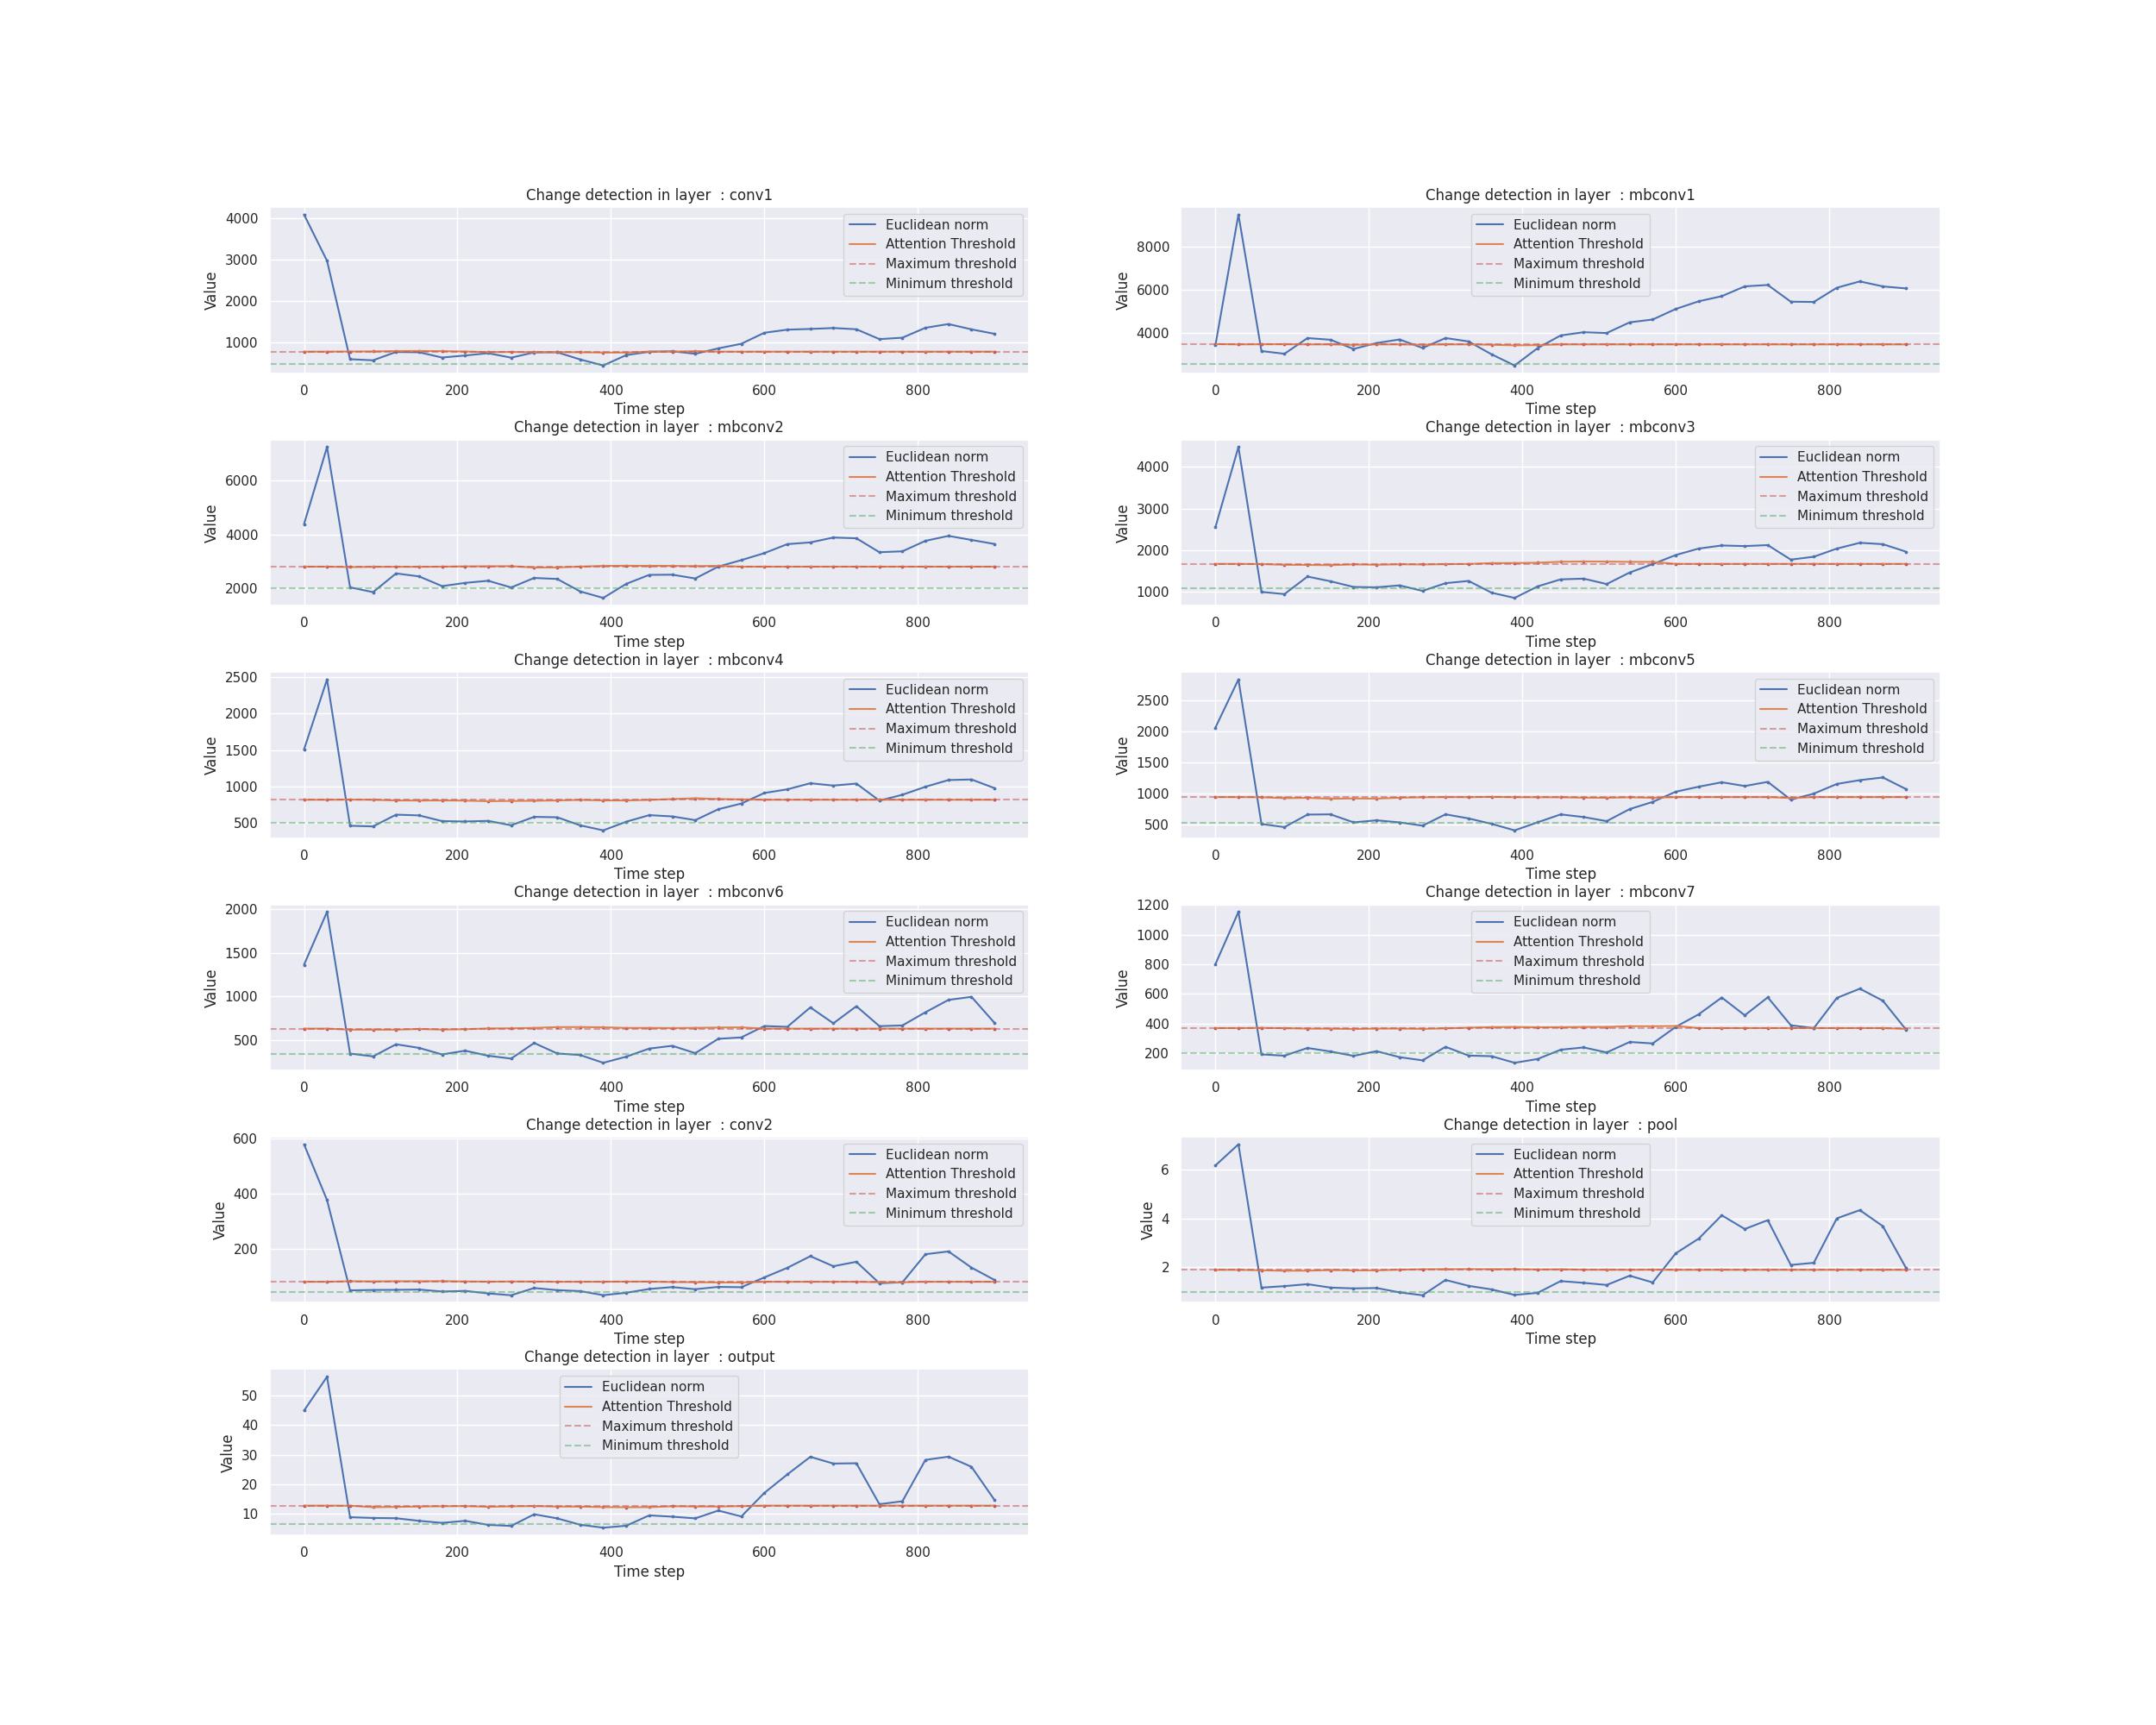 Change detection in layer  : conv1
4000
3000
2000
1000
Value
0 200 400 600 800
Time step
Euclidean norm
Attention Threshold
Maximum threshold
Minimum threshold
Change detection in layer  : mbconv1
8000
6000
4000
Value
0 200 400 600 800
Time step
Euclidean norm
Attention Threshold
Maximum threshold
Minimum threshold
Change detection in layer  : mbconv2
6000
4000
2000
Value
0 200 400 600 800
Time step
Euclidean norm
Attention Threshold
Maximum threshold
Minimum threshold
Change detection in layer  : mbconv3
4000
3000
2000
1000
Value
0 200 400 600 800
Time step
Euclidean norm
Attention Threshold
Maximum threshold
Minimum threshold
Change detection in layer  : mbconv4
2500
2000
1500
1000
500
Value
0 200 400 600 800
Time step
Euclidean norm
Attention Threshold
Maximum threshold
Minimum threshold
Change detection in layer  : mbconv5
2500
2000
1500
1000
500
Value
0 200 400 600 800
Time step
Euclidean norm
Attention Threshold
Maximum threshold
Minimum threshold
Change detection in layer  : mbconv6
2000
1500
1000
500
Value
0 200 400 600 800
Time step
Euclidean norm
Attention Threshold
Maximum threshold
Minimum threshold
Change detection in layer  : mbconv7
1200
1000
800
600
400
200
Value
0 200 400 600 800
Time step
Euclidean norm
Attention Threshold
Maximum threshold
Minimum threshold
Change detection in layer  : conv2
600
400
200
Value
0 200 400 600 800
Time step
Euclidean norm
Attention Threshold
Maximum threshold
Minimum threshold
Change detection in layer  : pool
6
4
2
Value
0 200 400 600 800
Time step
Euclidean norm
Attention Threshold
Maximum threshold
Minimum threshold
Change detection in layer  : output
50
40
30
20
10
Value
0 200 400 600 800
Time step
Euclidean norm
Attention Threshold
Maximum threshold
Minimum threshold